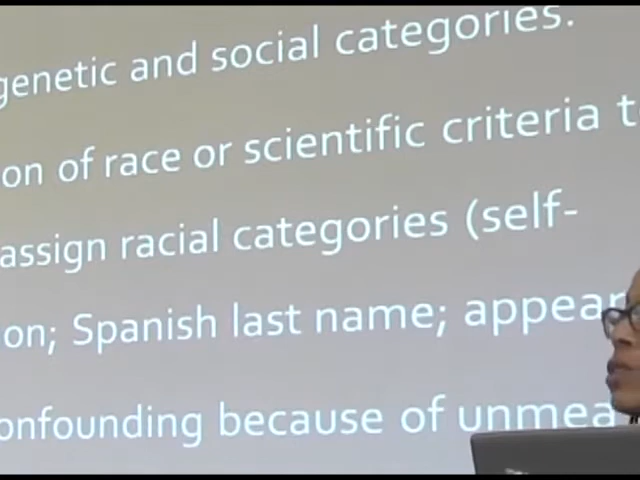 genetic and social categories.
on of race or scientific criteria t
assign racial categories (self-
on; Spanish last name; appear
onfounding because of unmea